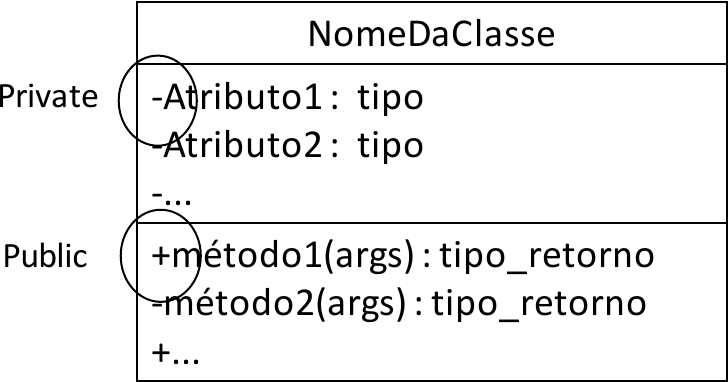 NomeDaClasse
Private
-Atributo1 : tipo
-Atributo2 : tipo
-...
Public
+método1(args) : tipo_retorno
-método2(args) : tipo_retorno
+...